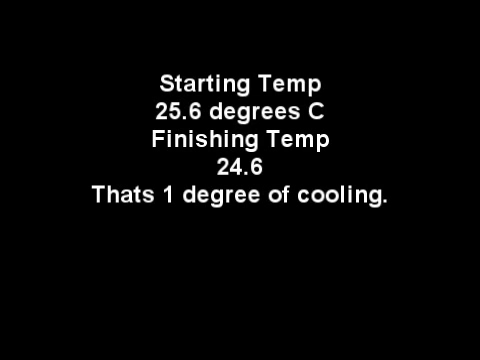 Starting Temp
25.6 degrees C
Finishing Temp
24.6
Thats 1 degree of cooling.